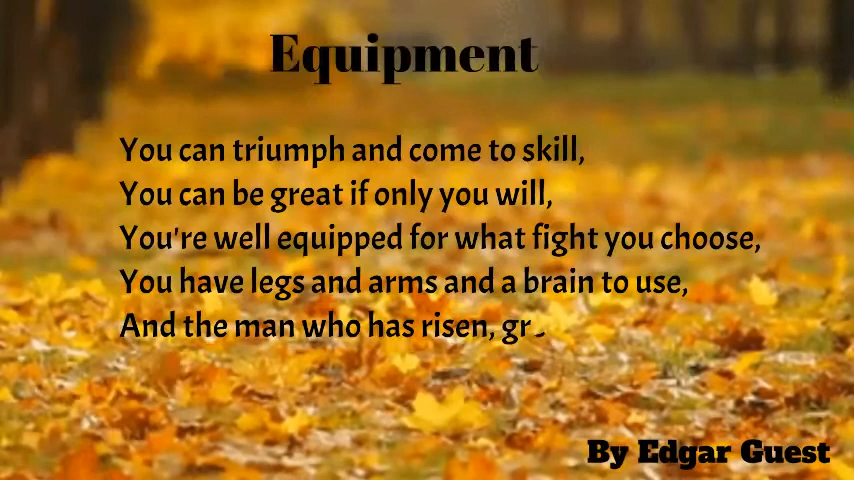 Equipment
You can triumph and come to skill,
You can be great if only you will,
You're well equipped for what fight you choose,
You have legs and arms and a brain to use,
And the man who has risen, gr
By Edgar Guest